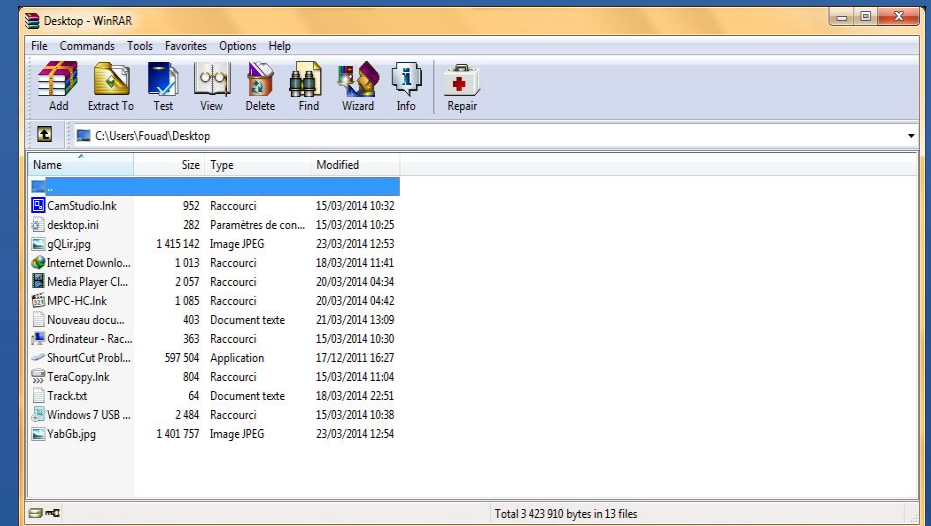 Desktop - WinRAR
File Commands Tools Favorites Options Help
Add Extract To Test View Delete Find Wizard Info Repair
C:\Users\Fouad\Desktop
Name Size Type Modified
..
CamStudio.lnk 952 Raccourci 15/03/2014 10:32
desktop.ini 282 Paramètres de con... 15/03/2014 10:25
gQLir.jpg 1 415 142 Image JPEG 23/03/2014 12:53
Internet Downlo... 1 013 Raccourci 18/03/2014 11:41
Media Player Cl... 2 057 Raccourci 20/03/2014 04:34
MPC-HC.lnk 1 085 Raccourci 20/03/2014 04:42
Nouveau docu... 403 Document texte 21/03/2014 13:09
Ordinateur - Rac... 363 Raccourci 15/03/2014 10:30
ShourtCut Probl... 597 504 Application 17/12/2011 16:27
TeraCopy.lnk 804 Raccourci 15/03/2014 11:04
Track.txt 64 Document texte 18/03/2014 22:51
Windows 7 USB ... 2 484 Raccourci 15/03/2014 10:38
YabGb.jpg 1 401 757 Image JPEG 23/03/2014 12:54
Total 3 423 910 bytes in 13 files